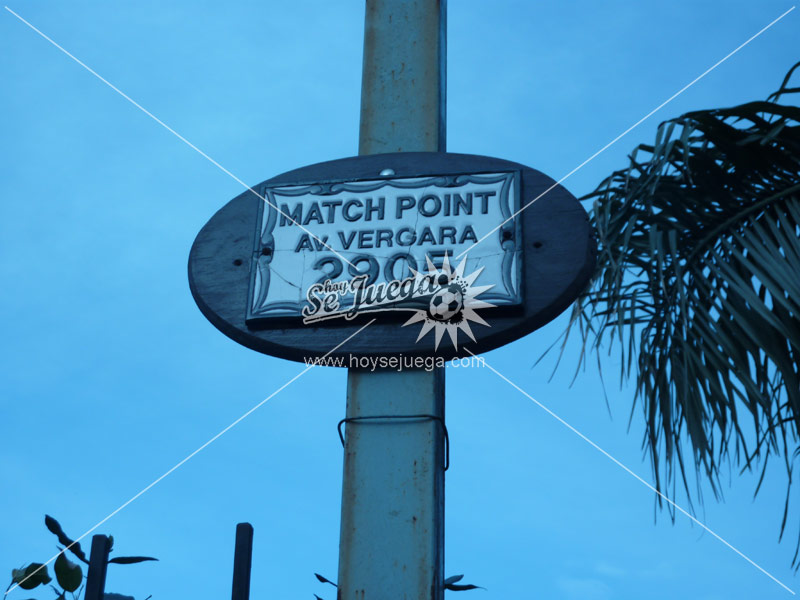 MATCH POINT
AV. VERGARA
hoy
Se Juega
www.hoysejuega.com